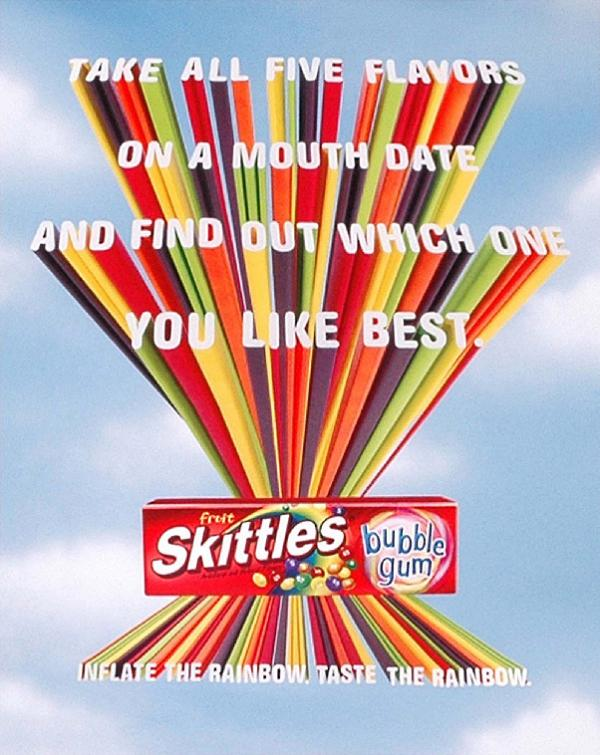 TAKE ALL FIVE FLAVORS
ON A MOUTH DATE
AND FIND OUT WHICH ONE
YOU LIKE BEST.
fruit
Skittles
bubble
gum
INFLATE THE RAINBOW. TASTE THE RAINBOW.